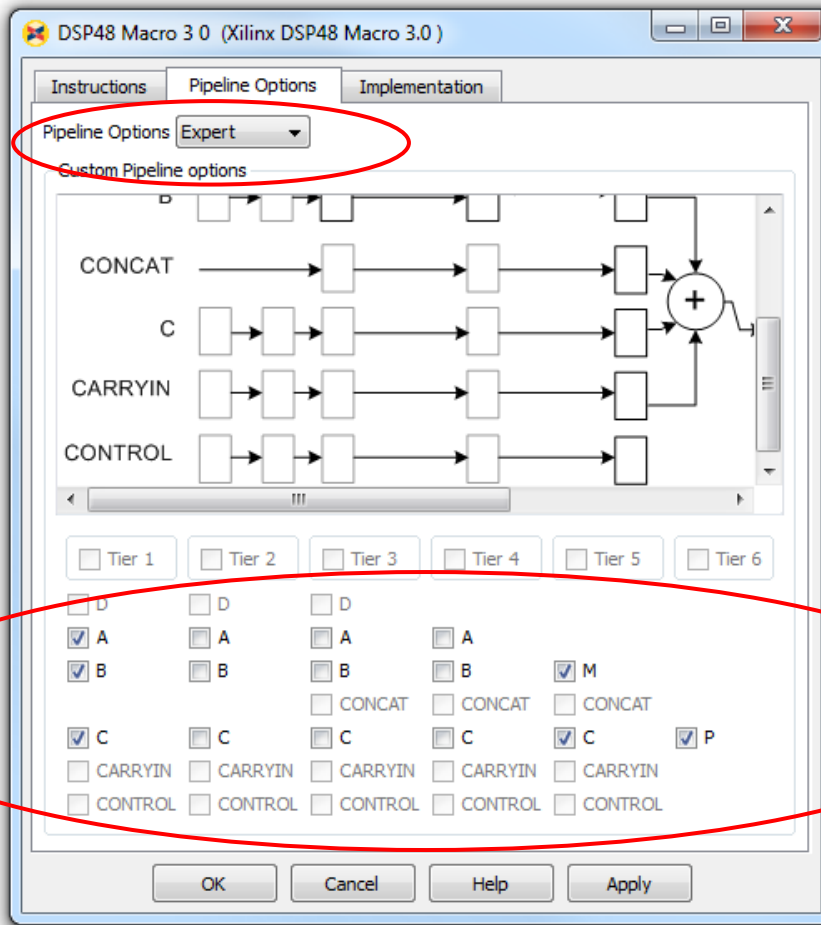 DSP48 Macro 3 0 (Xilinx DSP48 Macro 3.0 )
Instructions Pipeline Options Implementation
Pipeline Options Expert
Custom Pipeline options
B
CONCAT
+
C
CARRYIN
CONTROL
Tier 1 Tier 2 Tier 3 Tier 4 Tier 5 Tier 6
D D D
A A A A
B B B B M
CONCAT CONCAT CONCAT
C C C C C P
CARRYIN CARRYIN CARRYIN CARRYIN CARRYIN
CONTROL CONTROL CONTROL CONTROL CONTROL
OK Cancel Help Apply